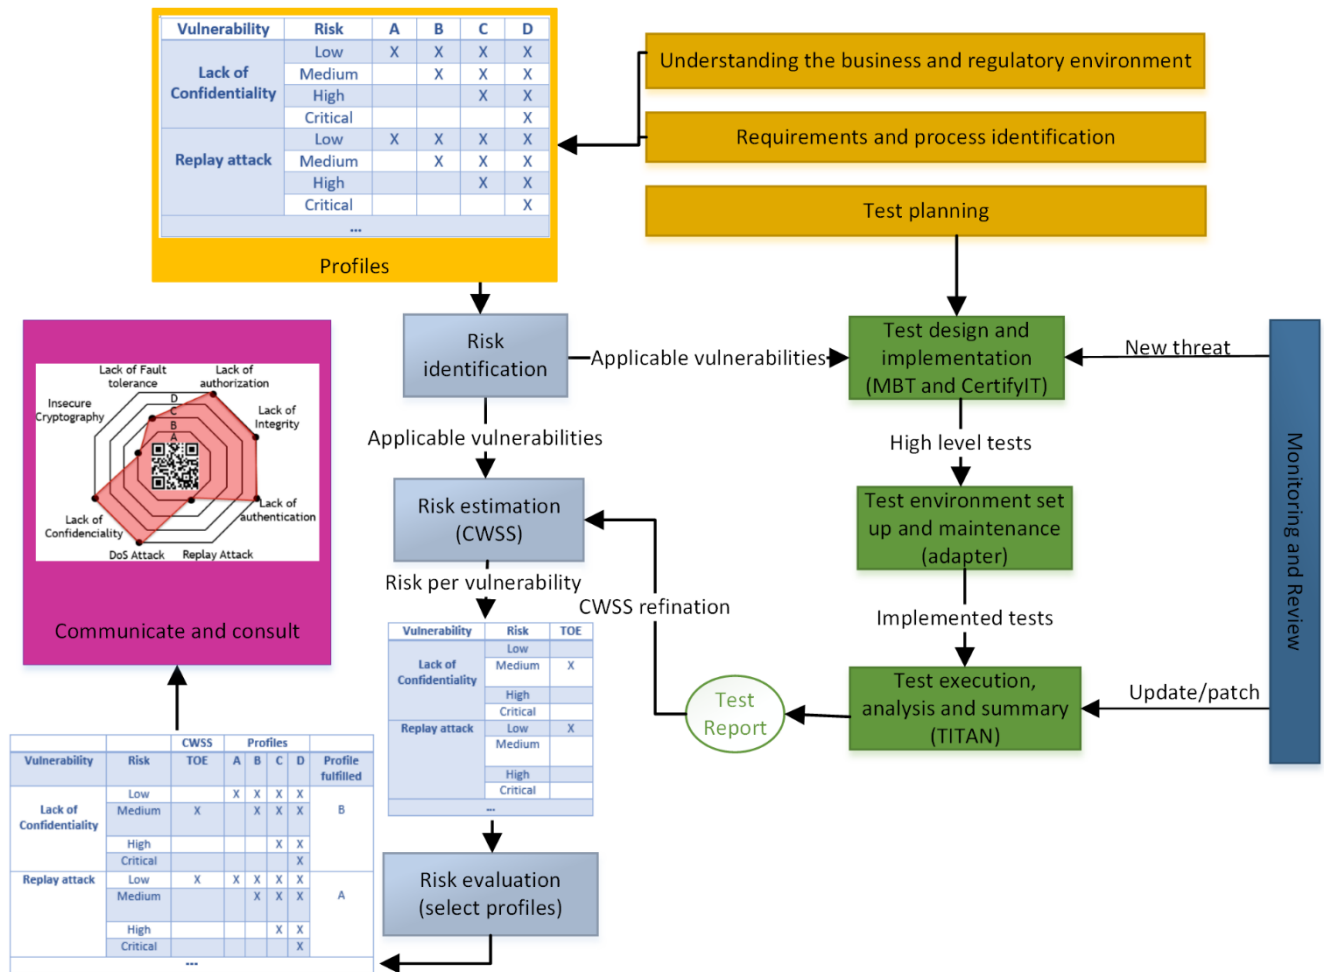 Vulnerability Risk A B C D
Low X X X X
Lack of Confidentiality
Medium X X X
High X X
Critical X
Replay attack
Low X X X X
Medium X X X
High X X
Critical X
...
Profiles
Understanding the business and regulatory environment
Requirements and process identification
Test planning
Risk
identification
Applicable vulnerabilities
Test design and
implementation
(MBT and CertifyIT)
New threat
Monitoring and Review
Lack of Fault
tolerance
Lack of
authorization
Insecure
Cryptography
D
C
B
A
Lack of
Integrity
Lack of
authentication
Lack of
Confidenciality
DoS Attack
Replay Attack
Communicate and consult
Applicable vulnerabilities
High level tests
Risk estimation
(CWSS)
Test environment set
up and maintenance
(adapter)
Risk per vulnerability
CWSS refination
Implemented tests
Vulnerability Risk TOE
Low
Lack of
Confidentiality
Medium X
High
Critical
Replay attack
Low X
Medium
High
Critical
...
Test
Report
Test execution,
analysis and summary
(TITAN)
Update/patch
CWSS Profiles
Vulnerability Risk TOE A B C D Profile
fulfilled
Low X X X X
Lack of
Confidentiality
Medium X X X X
B
High X X
Critical X
Replay attack
Low X X X X X
Medium X X X
A
High X X
Critical X
...
Risk evaluation
(select profiles)